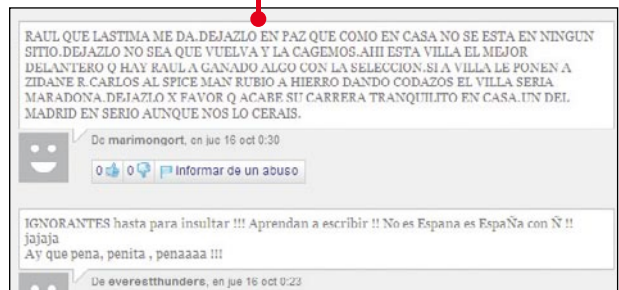 RAUL QUE LASTIMA ME DA.DEJAZLO EN PAZ QUE COMO EN CASA NO SE ESTA EN NINGUN
SITIO.DEJAZLO NO SEA QUE VUELVA Y LA CAGEMOS.AHI ESTA VILLA EL MEJOR
DELANTERO Q HAY RAUL A GANADO ALGO CON LA SELECCION.SI A VILLA LE PONEN A
ZIDANE R.CARLOS AL SPICE MAN RUBIO A HIERRO DANDO CODAZOS EL VILLA SERIA
MARADONA.DEJAZLO X FAVOR Q ACABE SU CARRERA TRANQUILITO EN CASA.UN DEL
MADRID EN SERIO AUNQUE NOS LO CERAIS.
De marimongort, en jue 16 oct 0:30
0 0 Informar de un abuso
IGNORANTES hasta para insultar !!! Aprendan a escribir !! No es Espana es EspaÑa con Ñ !!
jajaja
Ay que pena, penita , penaaaa !!!
De everestthunders, en jue 16 oct 0:23